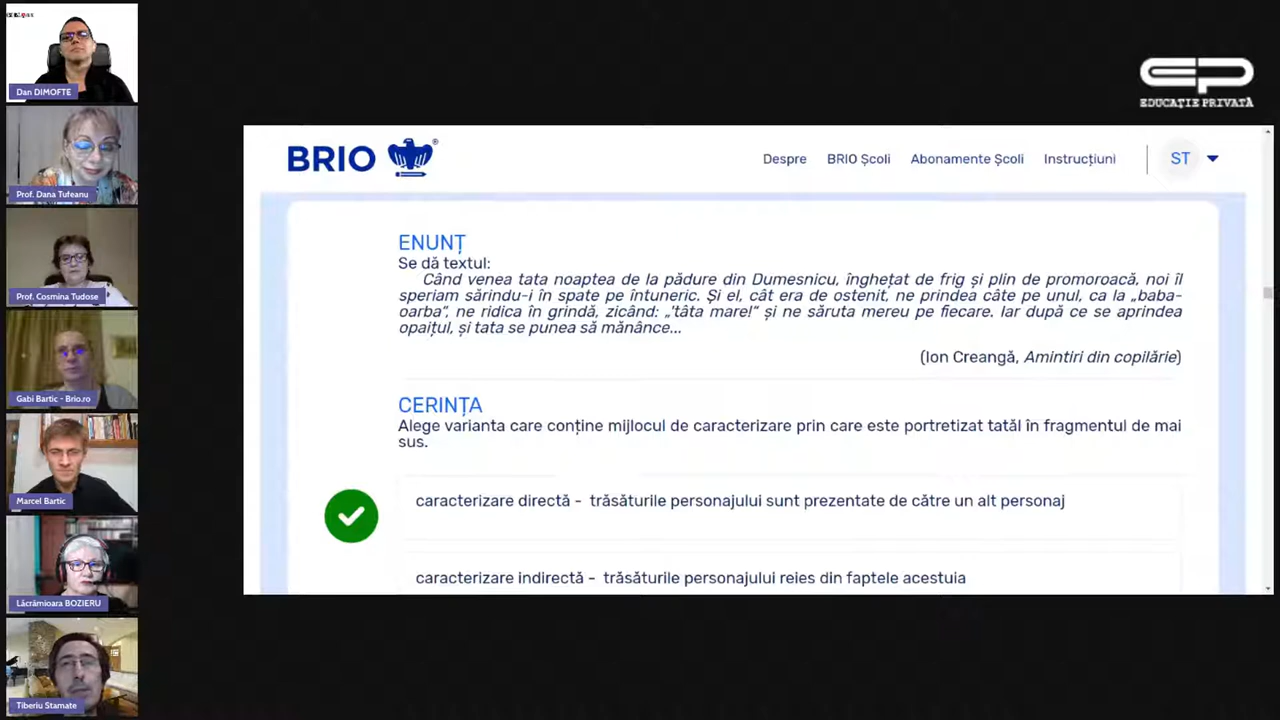 Dan DIMOFTE
Prof. Dana Tufeanu
Prof. Cosmina Tudose
Gabi Bartic - Brio.ro
Marcel Bartic
Lăcrămioara BOZIERU
Tiberiu Stamate
EDUCAȚIE PRIVATĂ
BRIO
Despre
BRIO Școli
Abonamente Școli
Instrucțiuni
ST
ENUNȚ
Se dă textul:
Când venea tata noaptea de la pădure din Dumesnicu, înghețat de frig și plin de promoroacă, noi îl
speriam sărindu-i în spate pe întuneric. Și el, cât era de ostenit, ne prindea câte pe unul, ca la „baba-
oarba”, ne ridica în grindă, zicând: „'tâta mare!” și ne săruta mereu pe fiecare. Iar după ce se aprindea
opaițul, și tata se punea să mănânce...
(Ion Creangă, Amintiri din copilărie)
CERINȚA
Alege varianta care conține mijlocul de caracterizare prin care este portretizat tatăl în fragmentul de mai
sus.
caracterizare directă - trăsăturile personajului sunt prezentate de către un alt personaj
caracterizare indirectă - trăsăturile personajului reies din faptele acestuia